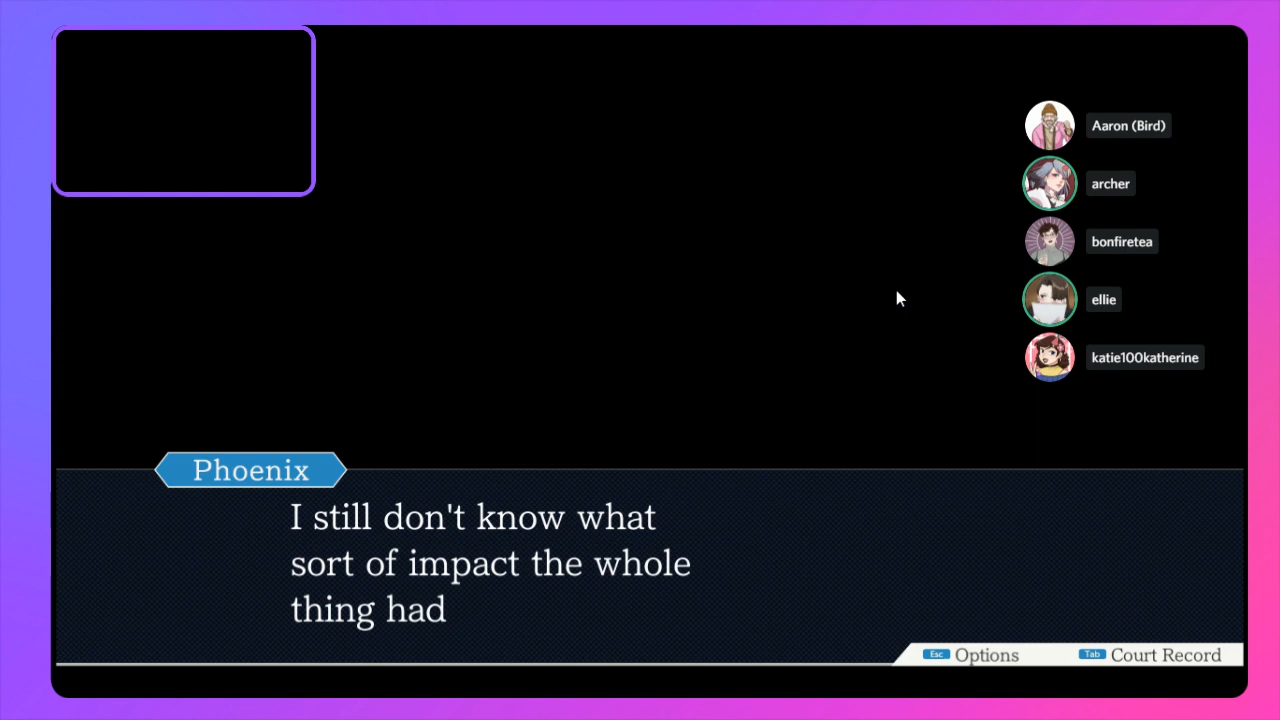 Aaron (Bird)
archer
bonfiretea
ellie
katie100katherine
Phoenix
I still don't know what
sort of impact the whole
thing had
Esc Options Tab Court Record